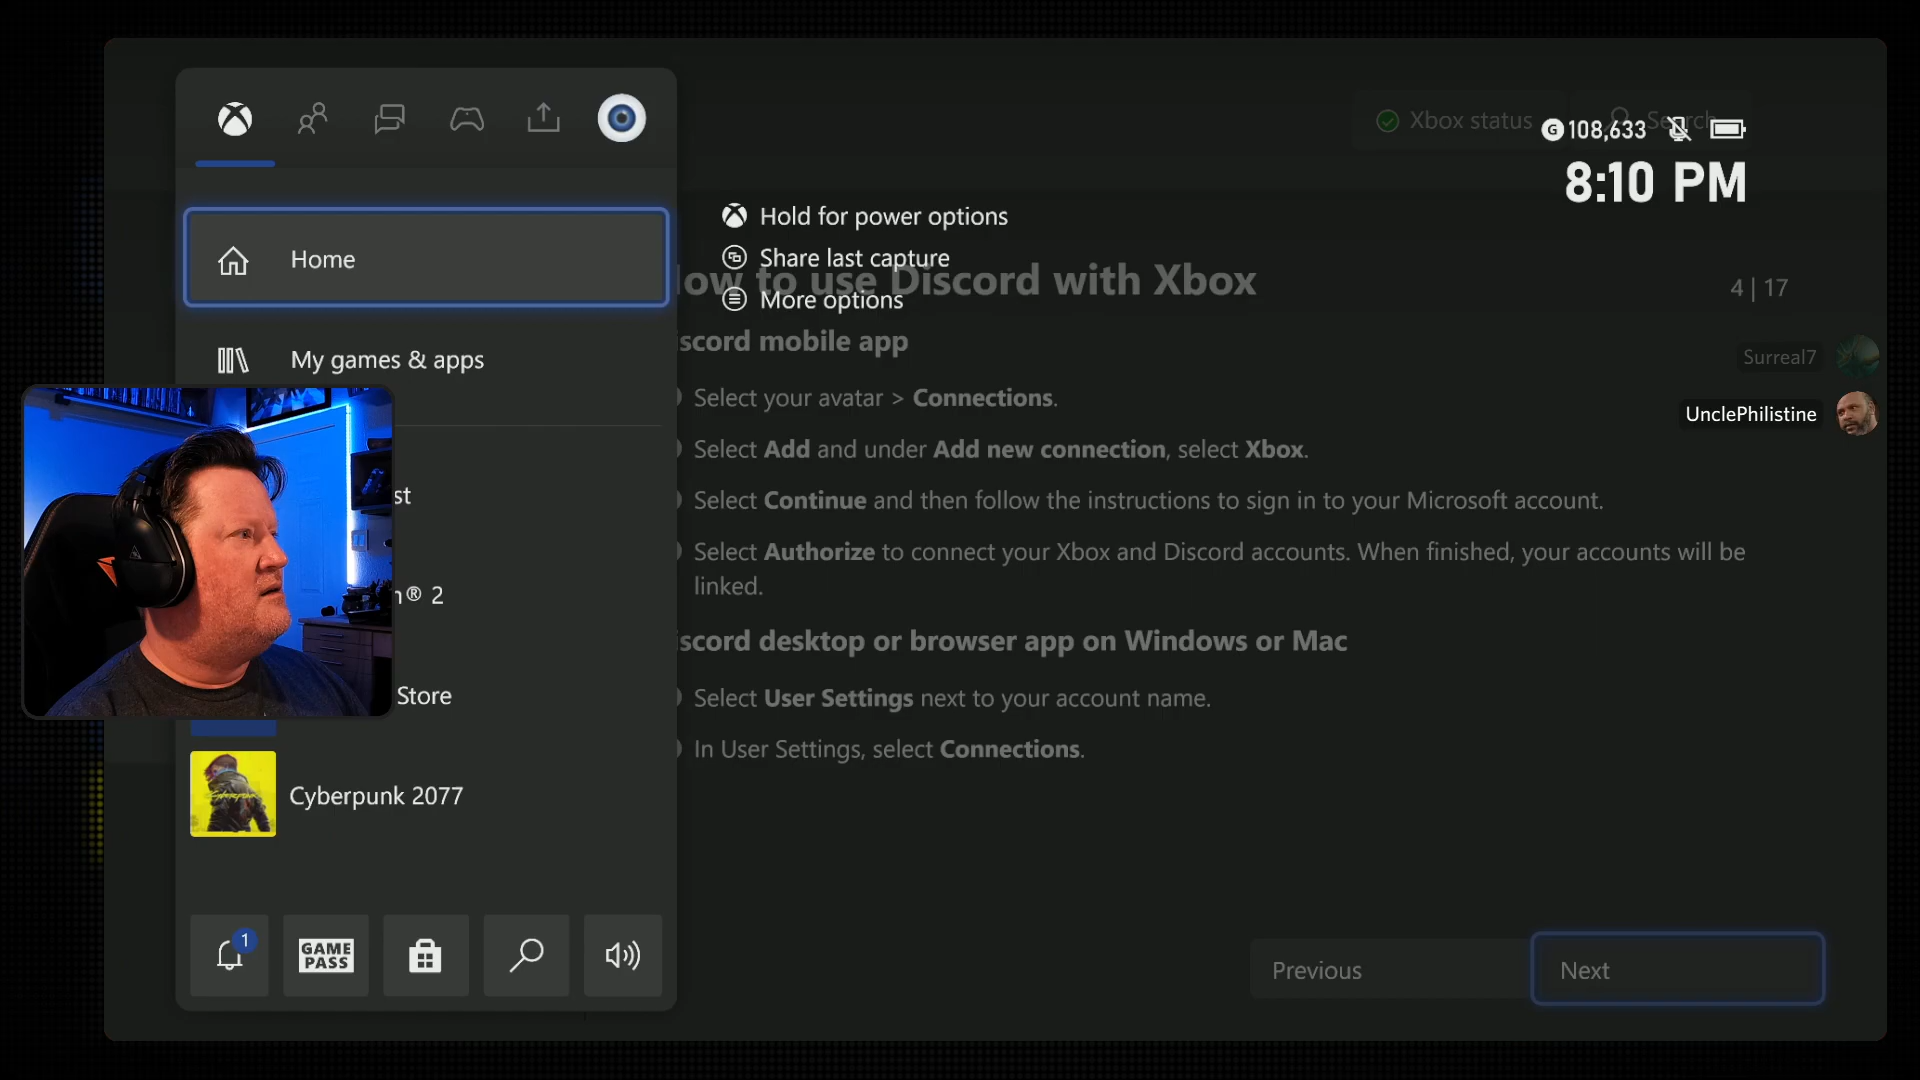 Xbox status
Search
G 108,633
8:10 PM
Home
Hold for power options
Share last capture
More options
ow to use Discord with Xbox
4 | 17
My games & apps
scord mobile app
Surreal7
Select your avatar > Connections.
UnclePhilistine
Select Add and under Add new connection, select Xbox.
st
Select Continue and then follow the instructions to sign in to your Microsoft account.
Select Authorize to connect your Xbox and Discord accounts. When finished, your accounts will be
linked.
n® 2
scord desktop or browser app on Windows or Mac
Store
Select User Settings next to your account name.
In User Settings, select Connections.
Cyberpunk 2077
1
GAME
PASS
Previous
Next